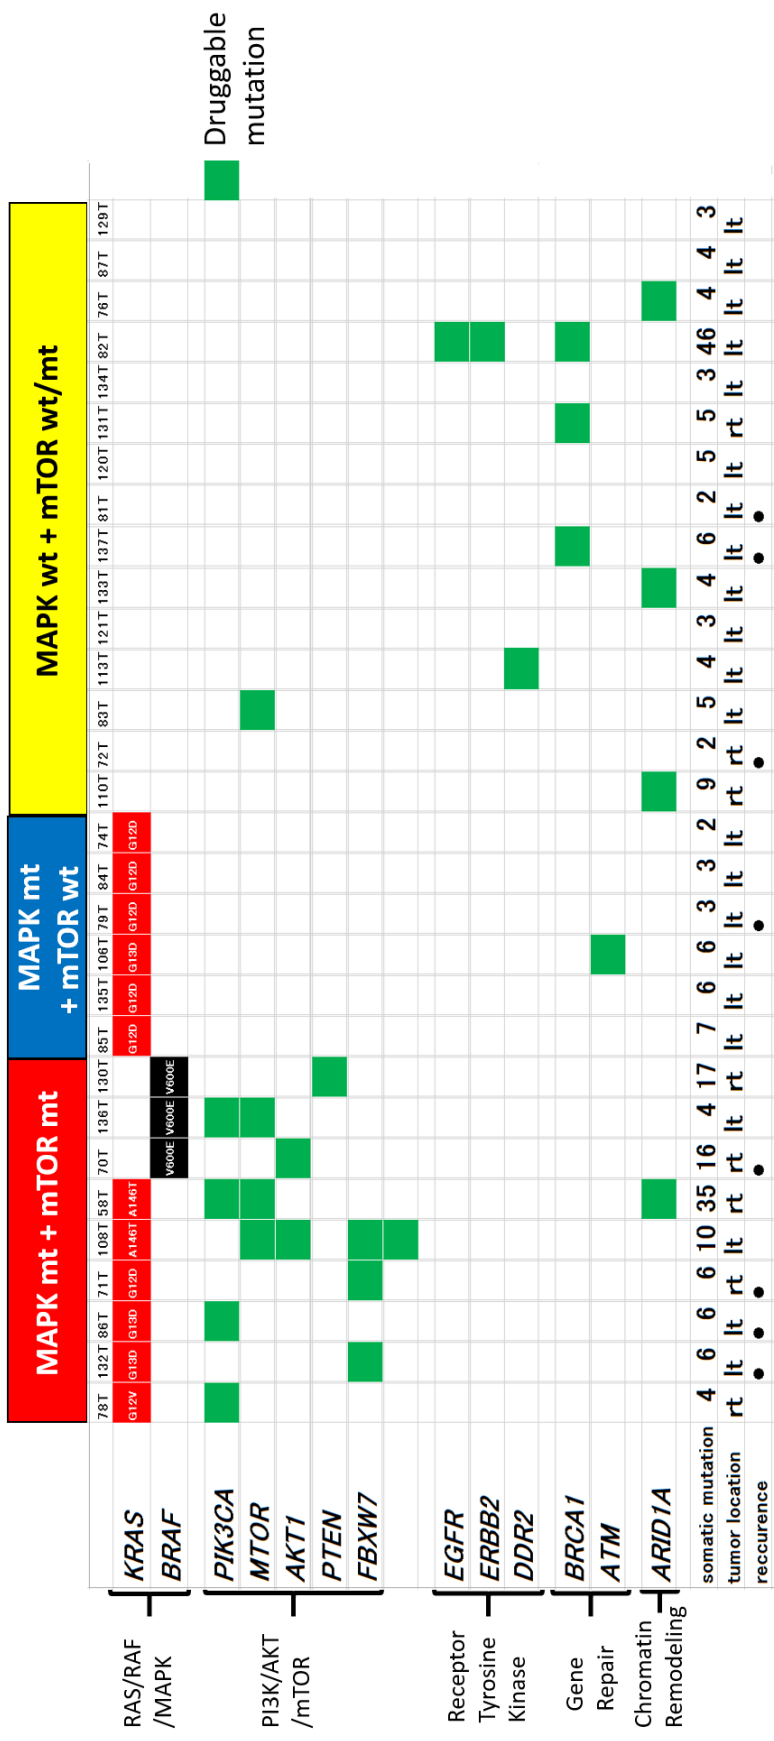 MAPK mt + mTOR mt
MAPK mt
+ mTOR wt
MAPK wt + mTOR wt/mt
78T 132T 86T 71T 108T 58T 70T 136T 130T 85T 135T 106T 79T 84T 74T 110T 72T 83T 113T 121T 133T 137T 81T 120T 131T 134T 82T 76T 87T 129T
RAS/RAF
/MAPK
KRAS G12V G13D G13D G12D A146T A146T G12D G12D G13D G12D G12D G12D
BRAF V600E V600E V600E
Druggable
mutation
PI3K/AKT
/mTOR
PIK3CA
MTOR
AKT1
PTEN
FBXW7
Receptor
Tyrosine
Kinase
EGFR
ERBB2
DDR2
Gene
Repair
BRCA1
ATM
Chromatin
Remodeling
ARID1A
somatic mutation 4 6 6 6 10 35 16 4 17 7 6 6 3 3 2 9 2 5 4 3 4 6 2 5 5 3 46 4 4 3
tumor location rt lt lt rt lt rt rt lt rt lt lt lt lt lt lt rt rt lt lt lt lt lt lt lt rt lt lt lt lt lt
reccurence